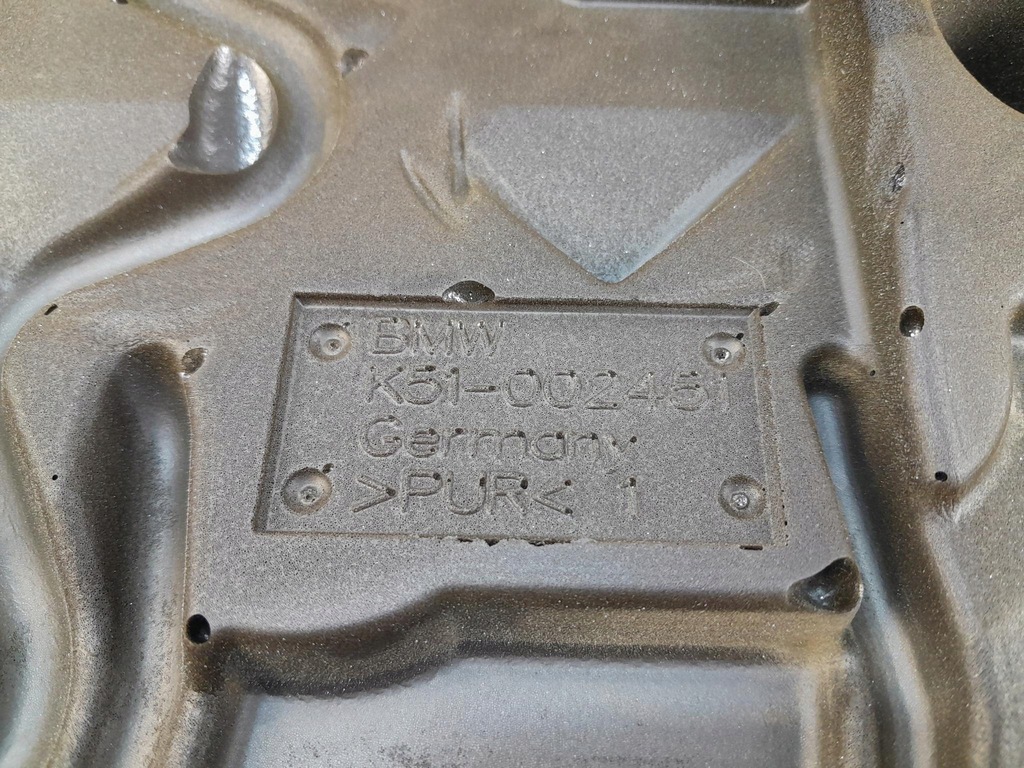 BMW
K51-002451
Germany
>PUR< 1